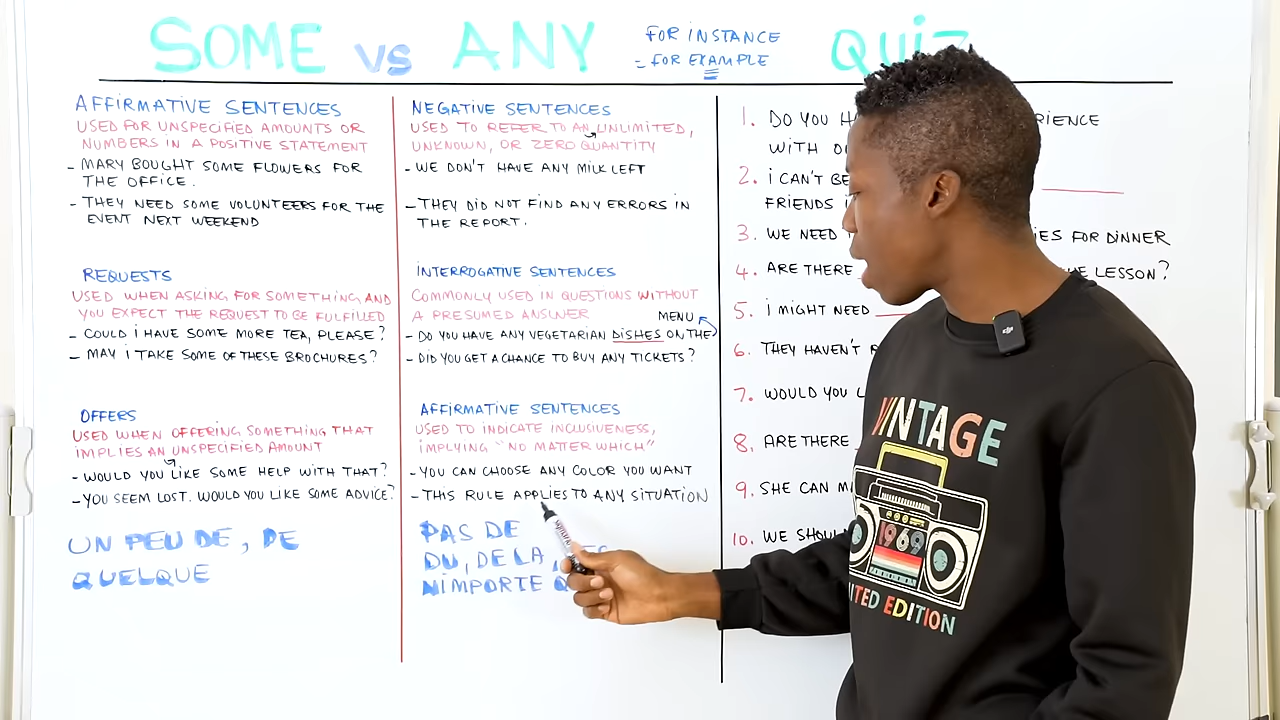 SOME vs ANY
FOR INSTANCE
- FOR EXAMPLE
QUIZ
AFFIRMATIVE SENTENCES
USED FOR UNSPECIFIED AMOUNTS OR
NUMBERS IN A POSITIVE STATEMENT
- MARY BOUGHT SOME FLOWERS FOR
THE OFFICE.
- THEY NEED SOME VOLUNTEERS FOR THE
EVENT NEXT WEEKEND
REQUESTS
USED WHEN ASKING FOR SOMETHING AND
YOU EXPECT THE REQUEST TO BE FULFILLED
- COULD I HAVE SOME MORE TEA, PLEASE?
- MAY I TAKE SOME OF THESE BROCHURES?
OFFERS
USED WHEN OFFERING SOMETHING THAT
IMPLIES AN UNSPECIFIED AMOUNT
- WOULD YOU LIKE SOME HELP WITH THAT?
- YOU SEEM LOST. WOULD YOU LIKE SOME ADVICE?
UN PEU DE, DE
QUELQUE
NEGATIVE SENTENCES
USED TO REFER TO AN UNLIMITED,
UNKNOWN, OR ZERO QUANTITY
- WE DON'T HAVE ANY MILK LEFT
- THEY DID NOT FIND ANY ERRORS IN
THE REPORT.
INTERROGATIVE SENTENCES
COMMONLY USED IN QUESTIONS WITHOUT
A PRESUMED ANSWER
MENU
- DO YOU HAVE ANY VEGETARIAN DISHES ON THE
- DID YOU GET A CHANCE TO BUY ANY TICKETS?
AFFIRMATIVE SENTENCES
USED TO INDICATE INCLUSIVENESS,
IMPLYING "NO MATTER WHICH"
- YOU CAN CHOOSE ANY COLOR YOU WANT
- THIS RULE APPLIES TO ANY SITUATION
PAS DE
DU, DE LA,
N'IMPORTE
1. DO YOU
WITH
2. I CAN'T
FRIENDS
3. WE NEED FOR DINNER
4. ARE THERE LESSON?
5. I MIGHT NEED
6. THEY HAVEN'T
7. WOULD YOU
8. ARE THERE
9. SHE CAN
10. WE
VINTAGE
1969
EDITION